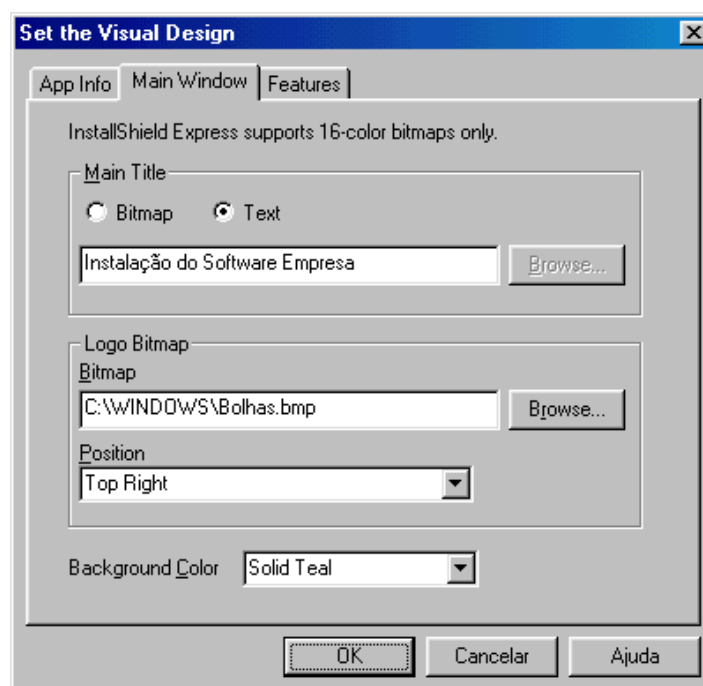 Set the Visual Design
App Info Main Window Features
InstallShield Express supports 16-color bitmaps only.
Main Title
Bitmap Text
Instalação do Software Empresa Browse...
Logo Bitmap
Bitmap
C:\WINDOWS\Bolhas.bmp Browse...
Position
Top Right
Background Color Solid Teal
OK Cancelar Ajuda